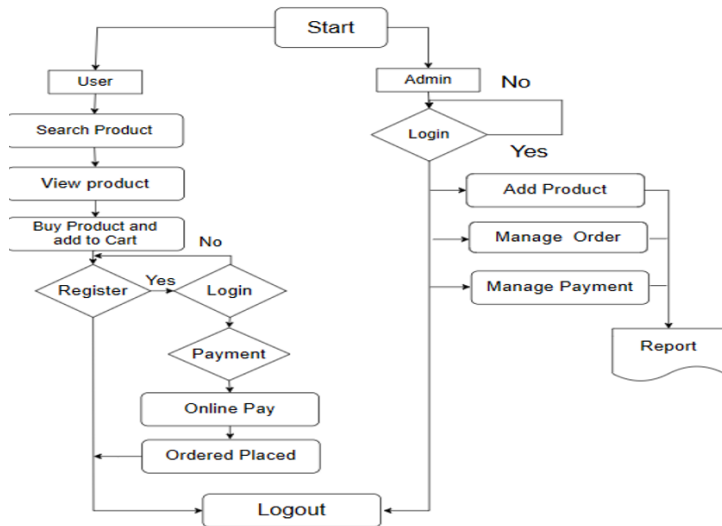 Start
User
Admin
No
Search Product
Login
Yes
View product
Add Product
Buy Product and
add to Cart
No
Manage Order
Register
Yes
Login
Manage Payment
Payment
Report
Online Pay
Ordered Placed
Logout